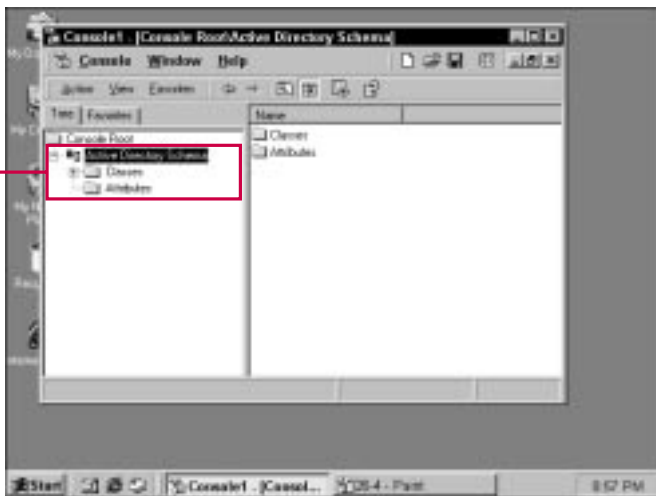 Console1 - [Console Root\Active Directory Schema]
Console Window Help
Action View Favorites
Tree Favorites
Name
Console Root
Active Directory Schema
Classes
Attributes
Classes
Attributes
Start
Console1 - [Consol...
- Paint
8:57 PM